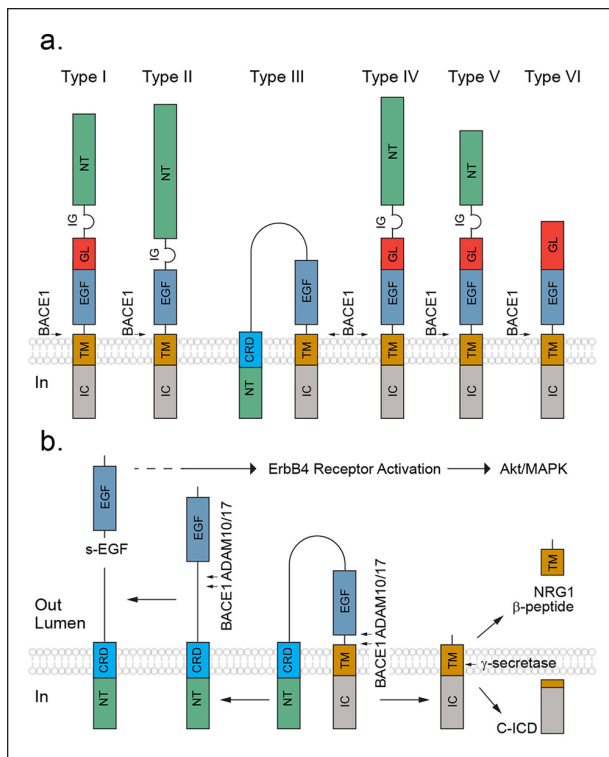 a.
Type I Type II Type III Type IV Type V Type VI
NT NT NT NT
IG IG IG IG
GL GL GL GL
EGF EGF EGF EGF EGF EGF
BACE1 BACE1 BACE1 BACE1 BACE1
TM TM CRD TM TM TM TM
In
IC IC NT IC IC IC IC
b.
EGF
ErbB4 Receptor Activation
Akt/MAPK
s-EGF
EGF
BACE1 ADAM10/17
EGF
BACE1 ADAM10/17
TM
NRG1
β-peptide
Out
Lumen
CRD CRD CRD TM TM
γ-secretase
In
NT NT NT IC IC
C-ICD